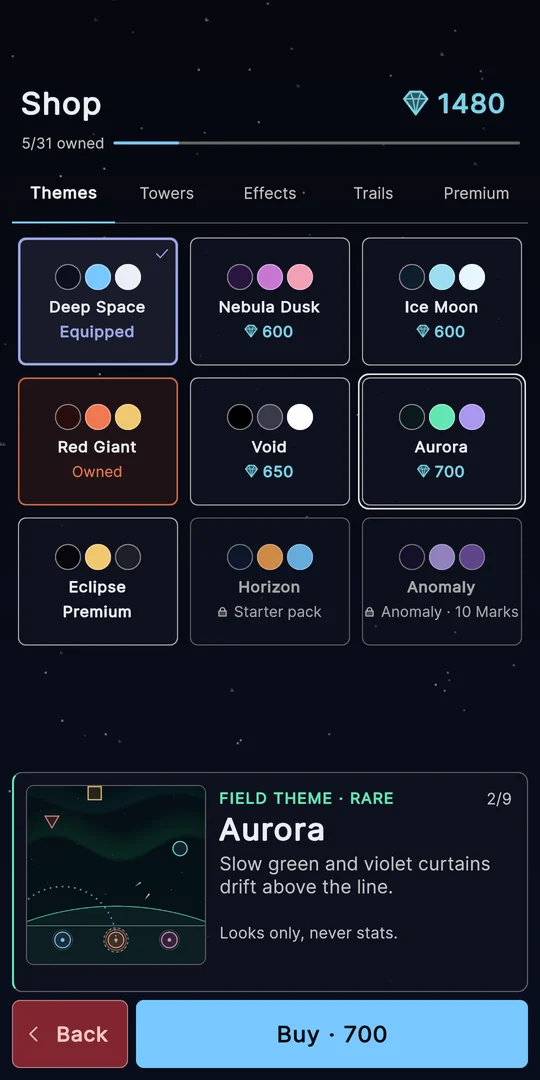 Shop
1480
5/31 owned
Themes
Towers
Effects
Trails
Premium
Deep Space
Equipped
Nebula Dusk
600
Ice Moon
600
Red Giant
Owned
Void
650
Aurora
700
Eclipse
Premium
Horizon
Starter pack
Anomaly
Anomaly · 10 Marks
FIELD THEME · RARE
2/9
Aurora
Slow green and violet curtains
drift above the line.
Looks only, never stats.
Back
Buy · 700